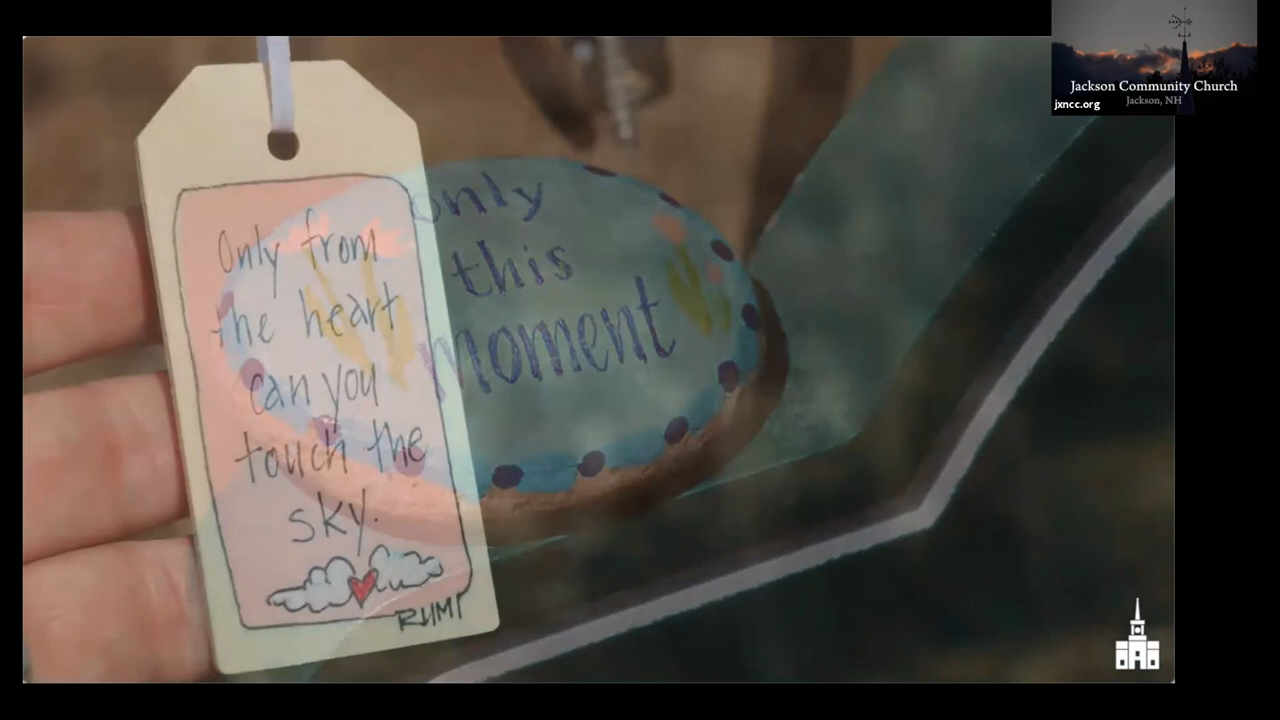 Only from
the heart
can you
touch the
sky.
RUMI
only
this
moment
Jackson Community Church
Jackson, NH
jxncc.org